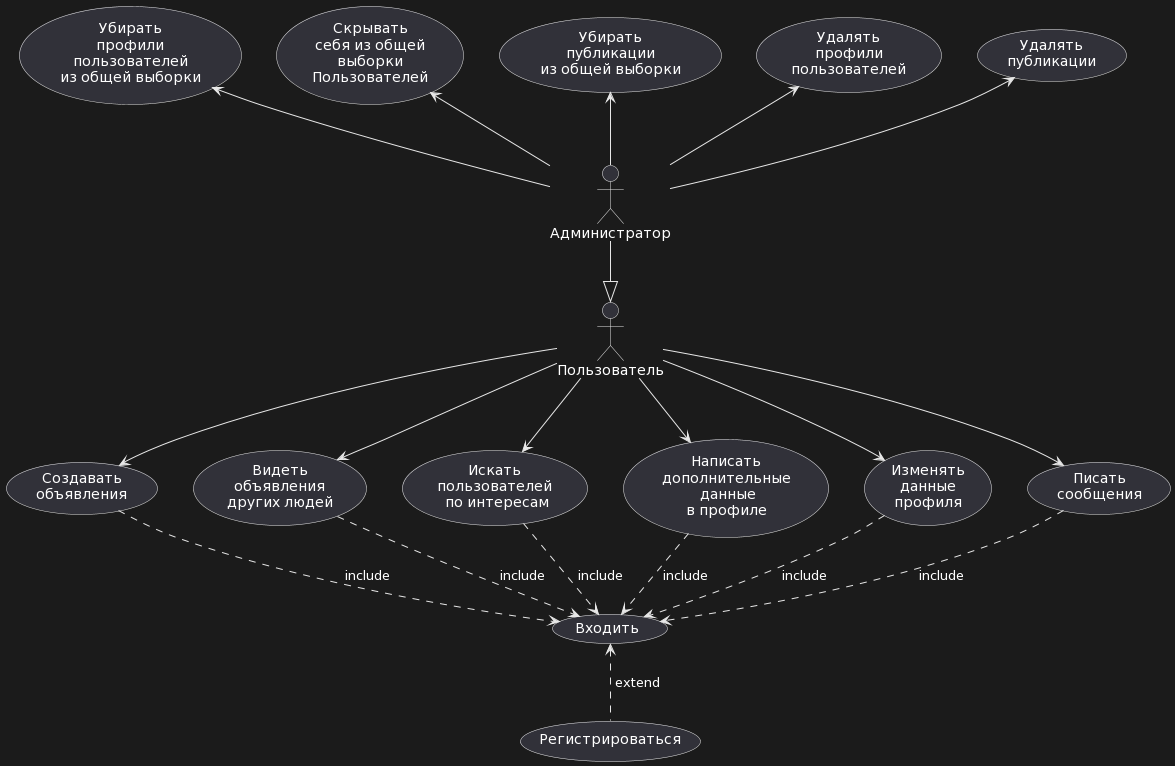 Убирать
профили
пользователей
из общей выборки
Скрывать
себя из общей
выборки
Пользователей
Убирать
публикации
из общей выборки
Удалять
профили
пользователей
Удалять
публикации
Администратор
Пользователь
Создавать
объявления
Видеть
объявления
других людей
Искать
пользователей
по интересам
Написать
дополнительные
данные
в профиле
Изменять
данные
профиля
Писать
сообщения
include
include
include
include
include
include
Входить
extend
Регистрироваться